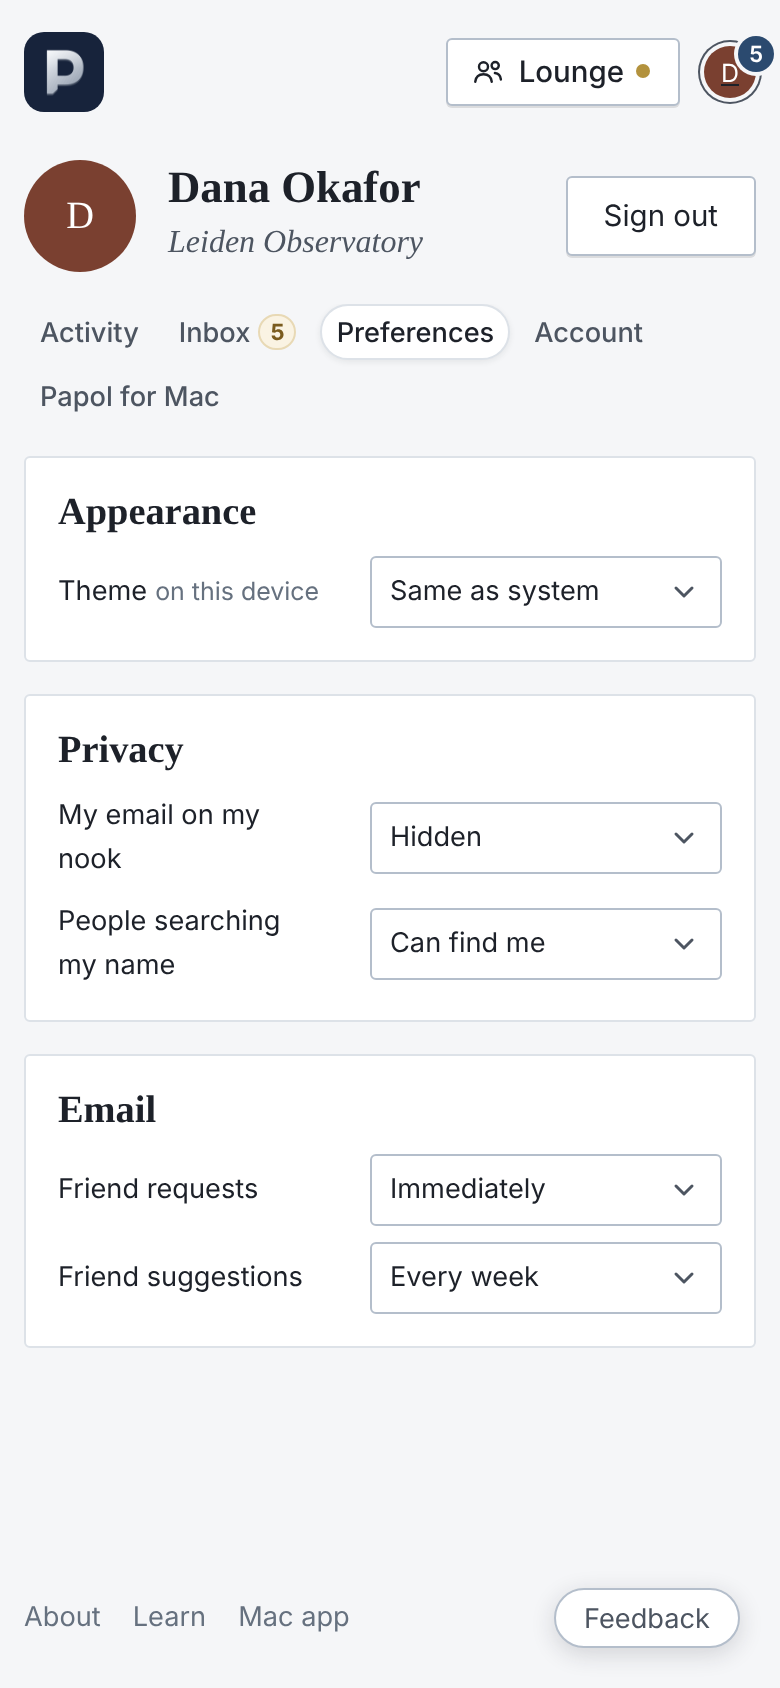 P
Lounge
D
5
D
Dana Okafor
Leiden Observatory
Sign out
Activity
Inbox 5
Preferences
Account
Papol for Mac
Appearance
Theme on this device
Same as system
Privacy
My email on my
nook
Hidden
People searching
my name
Can find me
Email
Friend requests
Immediately
Friend suggestions
Every week
About
Learn
Mac app
Feedback